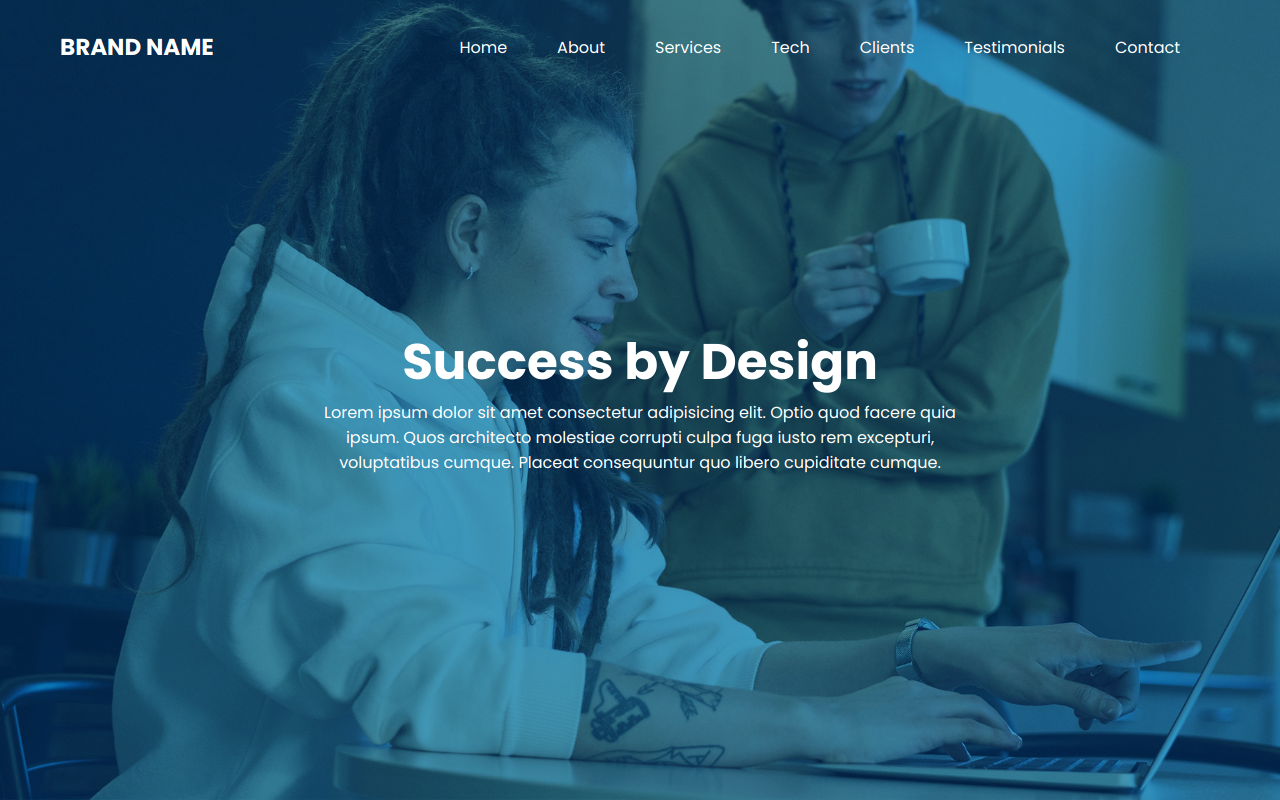 BRAND NAME
Home About Services Tech Clients Testimonials Contact
Success by Design
Lorem ipsum dolor sit amet consectetur adipisicing elit. Optio quod facere quia
ipsum. Quos architecto molestiae corrupti culpa fuga iusto rem excepturi,
voluptatibus cumque. Placeat consequuntur quo libero cupiditate cumque.